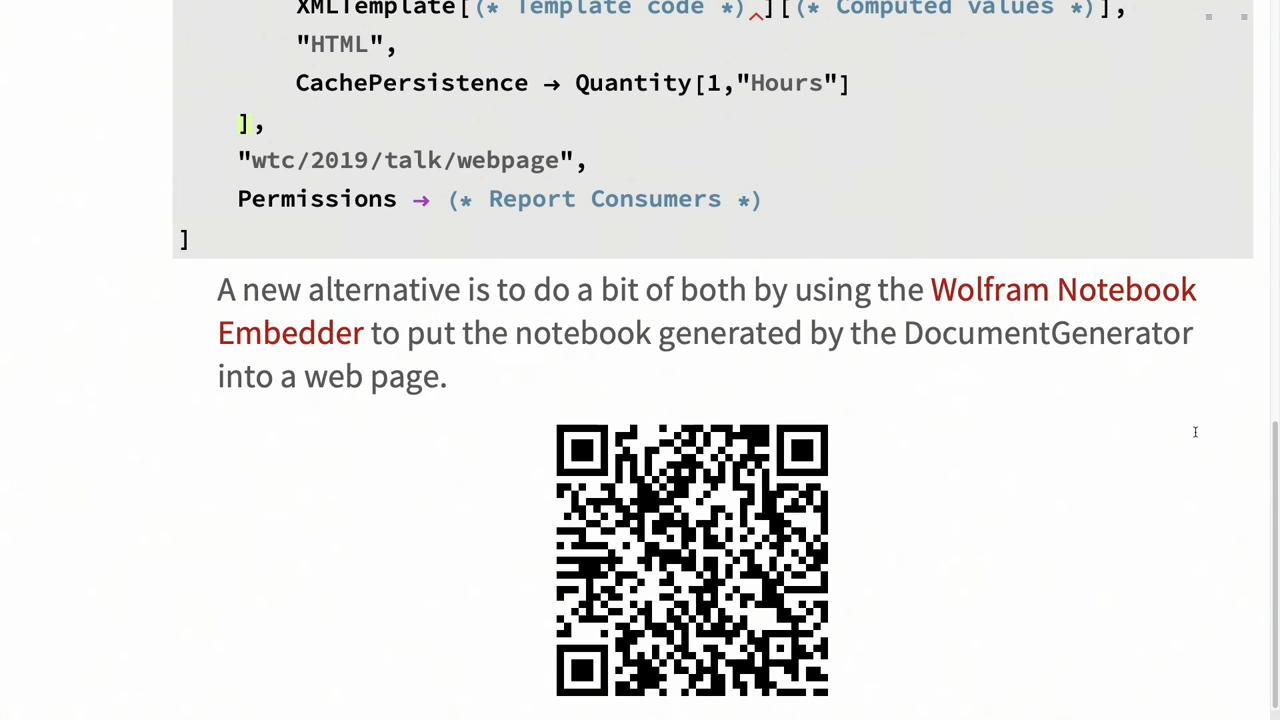 XMLTemplate[(* Template code *)‸][(* Computed values *)],
"HTML",
CachePersistence → Quantity[1,"Hours"]
],
"wtc/2019/talk/webpage",
Permissions → (* Report Consumers *)
]
A new alternative is to do a bit of both by using the Wolfram Notebook
Embedder to put the notebook generated by the DocumentGenerator
into a web page.